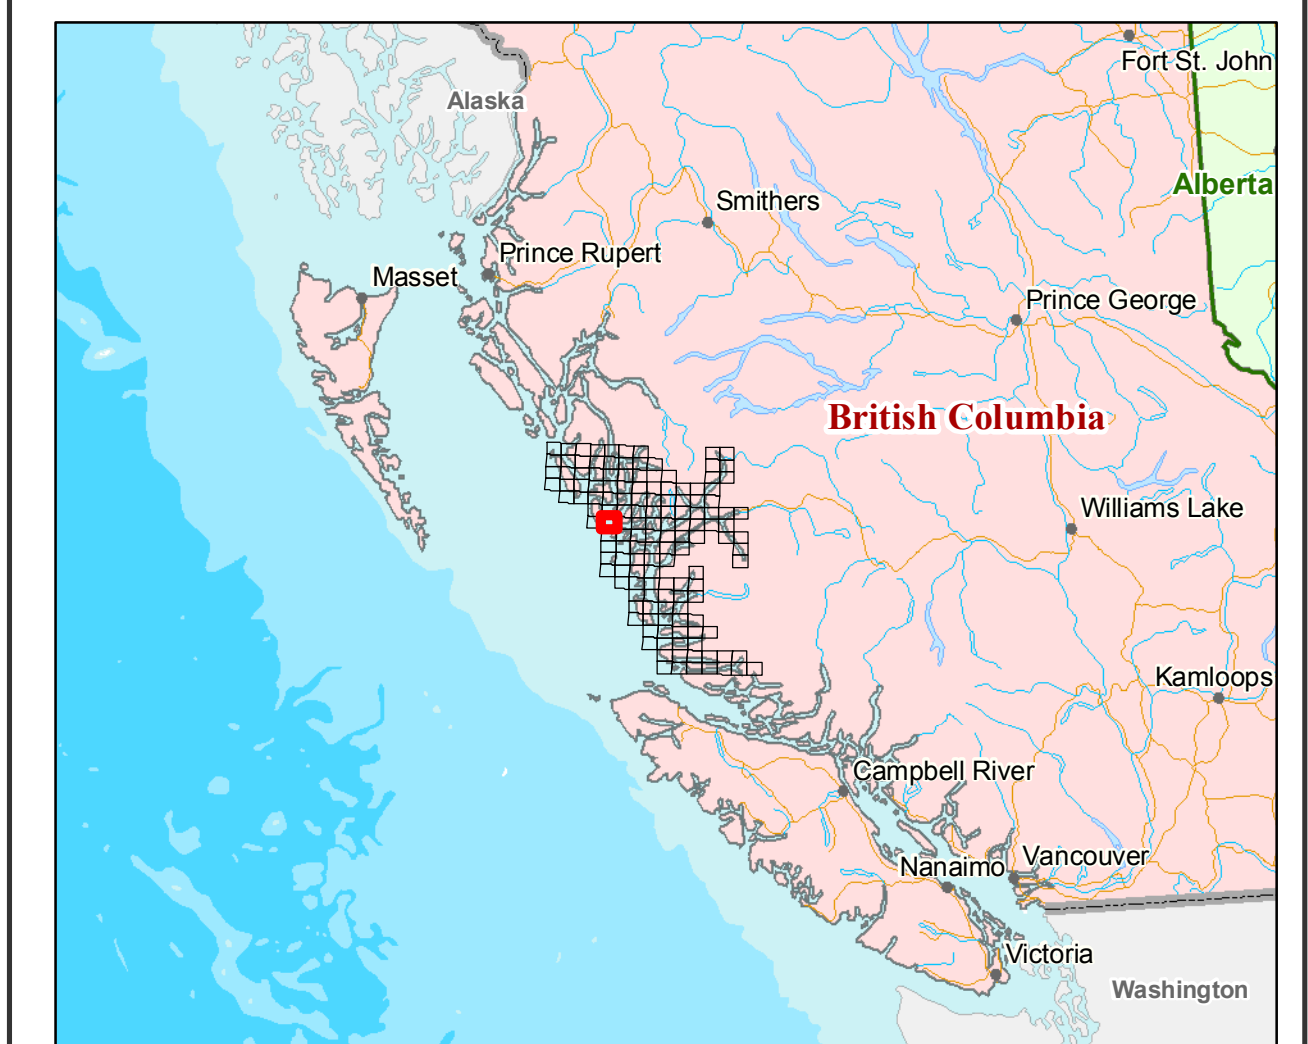 Fort St. John
Alaska
Alberta
Smithers
Prince Rupert
Masset
Prince George
British Columbia
Williams Lake
Kamloops
Campbell River
Vancouver
Nanaimo
Victoria
Washington